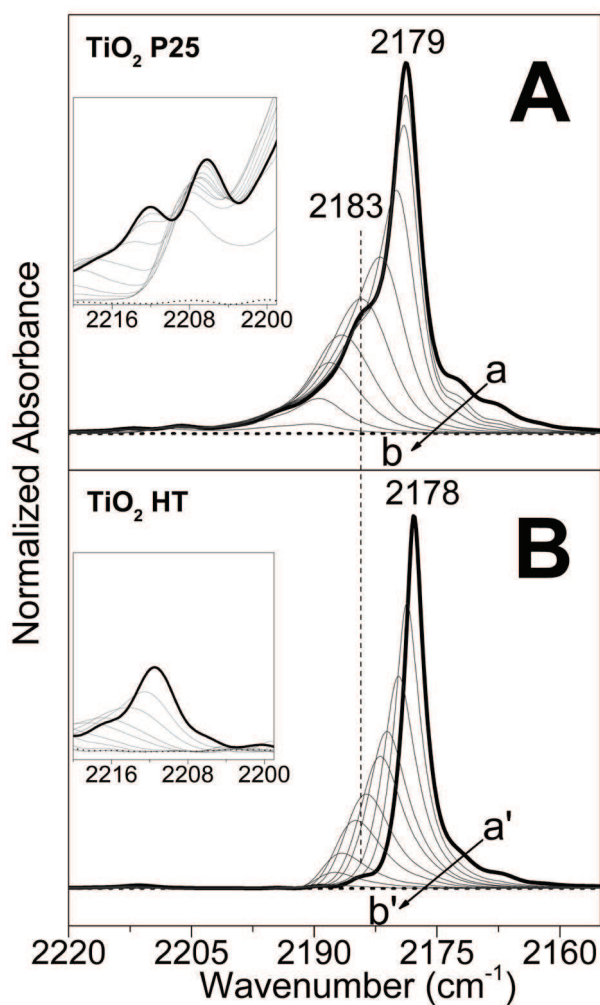 TiO2 P25
2179
A
2183
2216 2208 2200
a
b
Normalized Absorbance
TiO2 HT
2178
B
2216 2208 2200
a'
b'
2220 2205 2190 2175 2160
Wavenumber (cm-1)